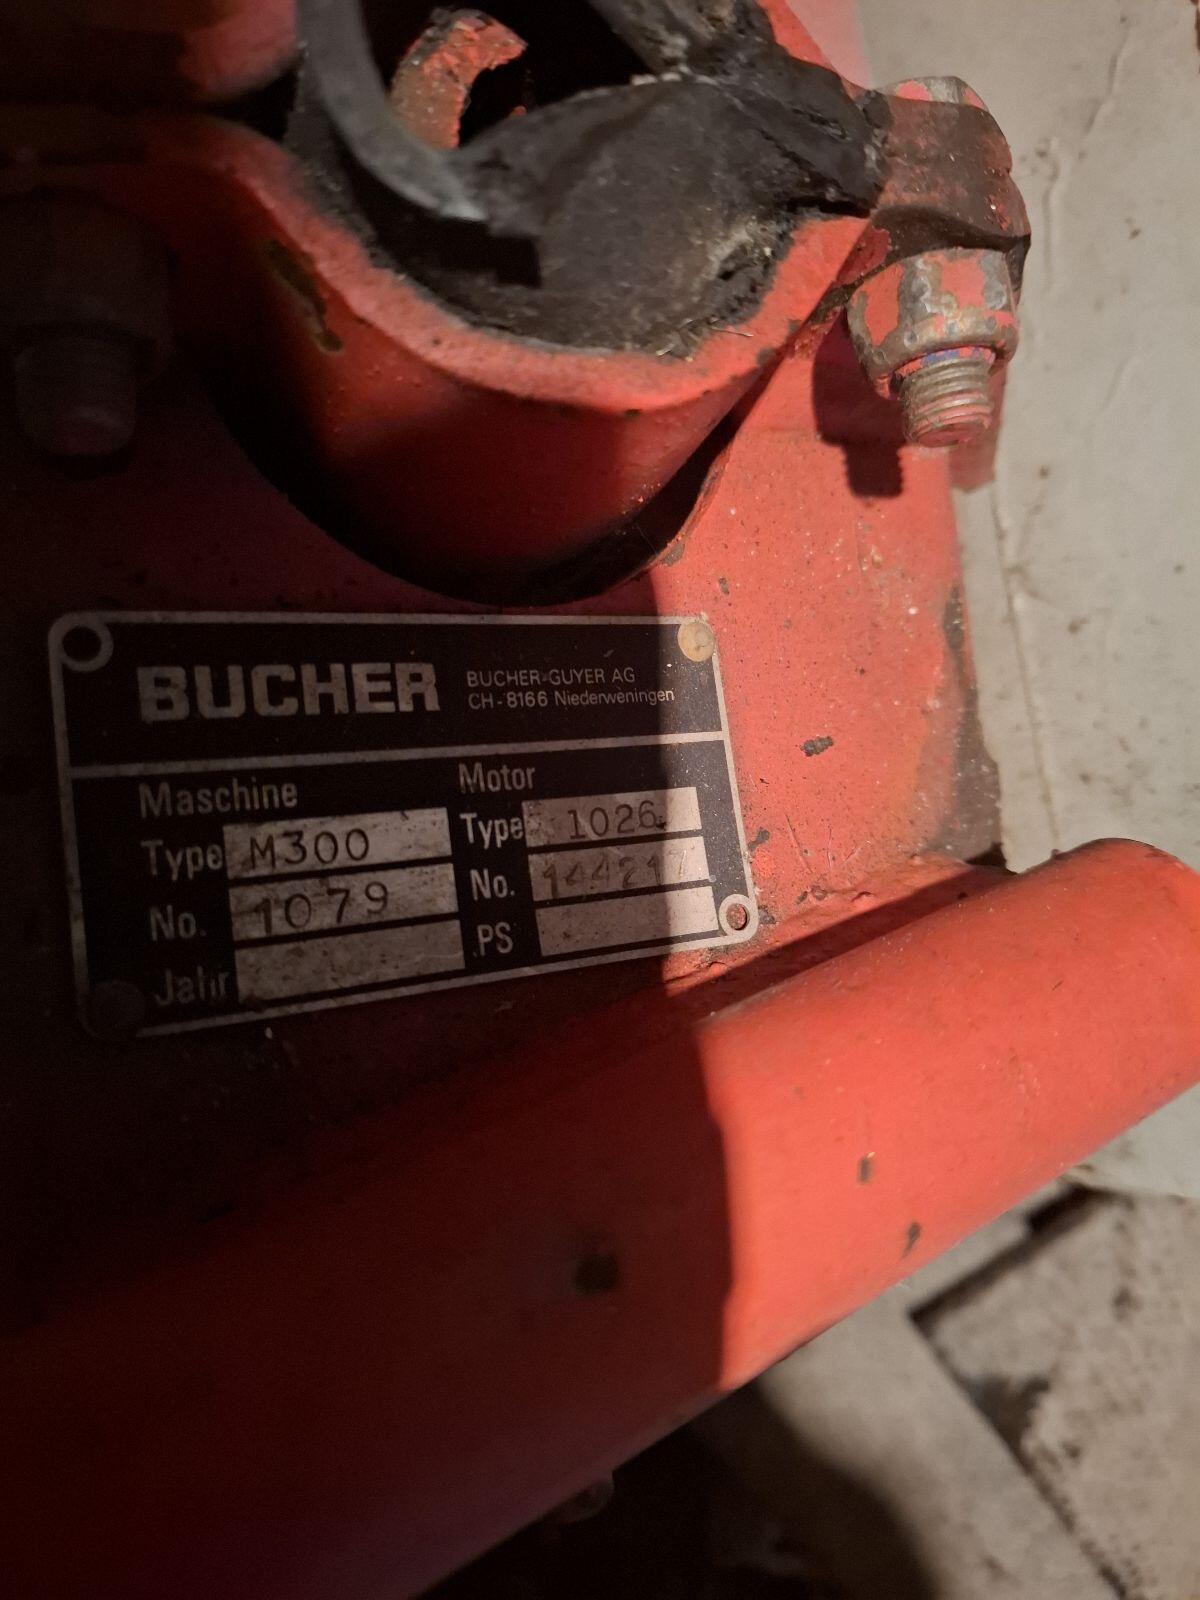 BUCHER
BUCHER-GUYER AG
CH-8166 Niederweningen
Maschine
Type M300
No. 1079
Jahr
Motor
Type 1026
No. 144217
PS